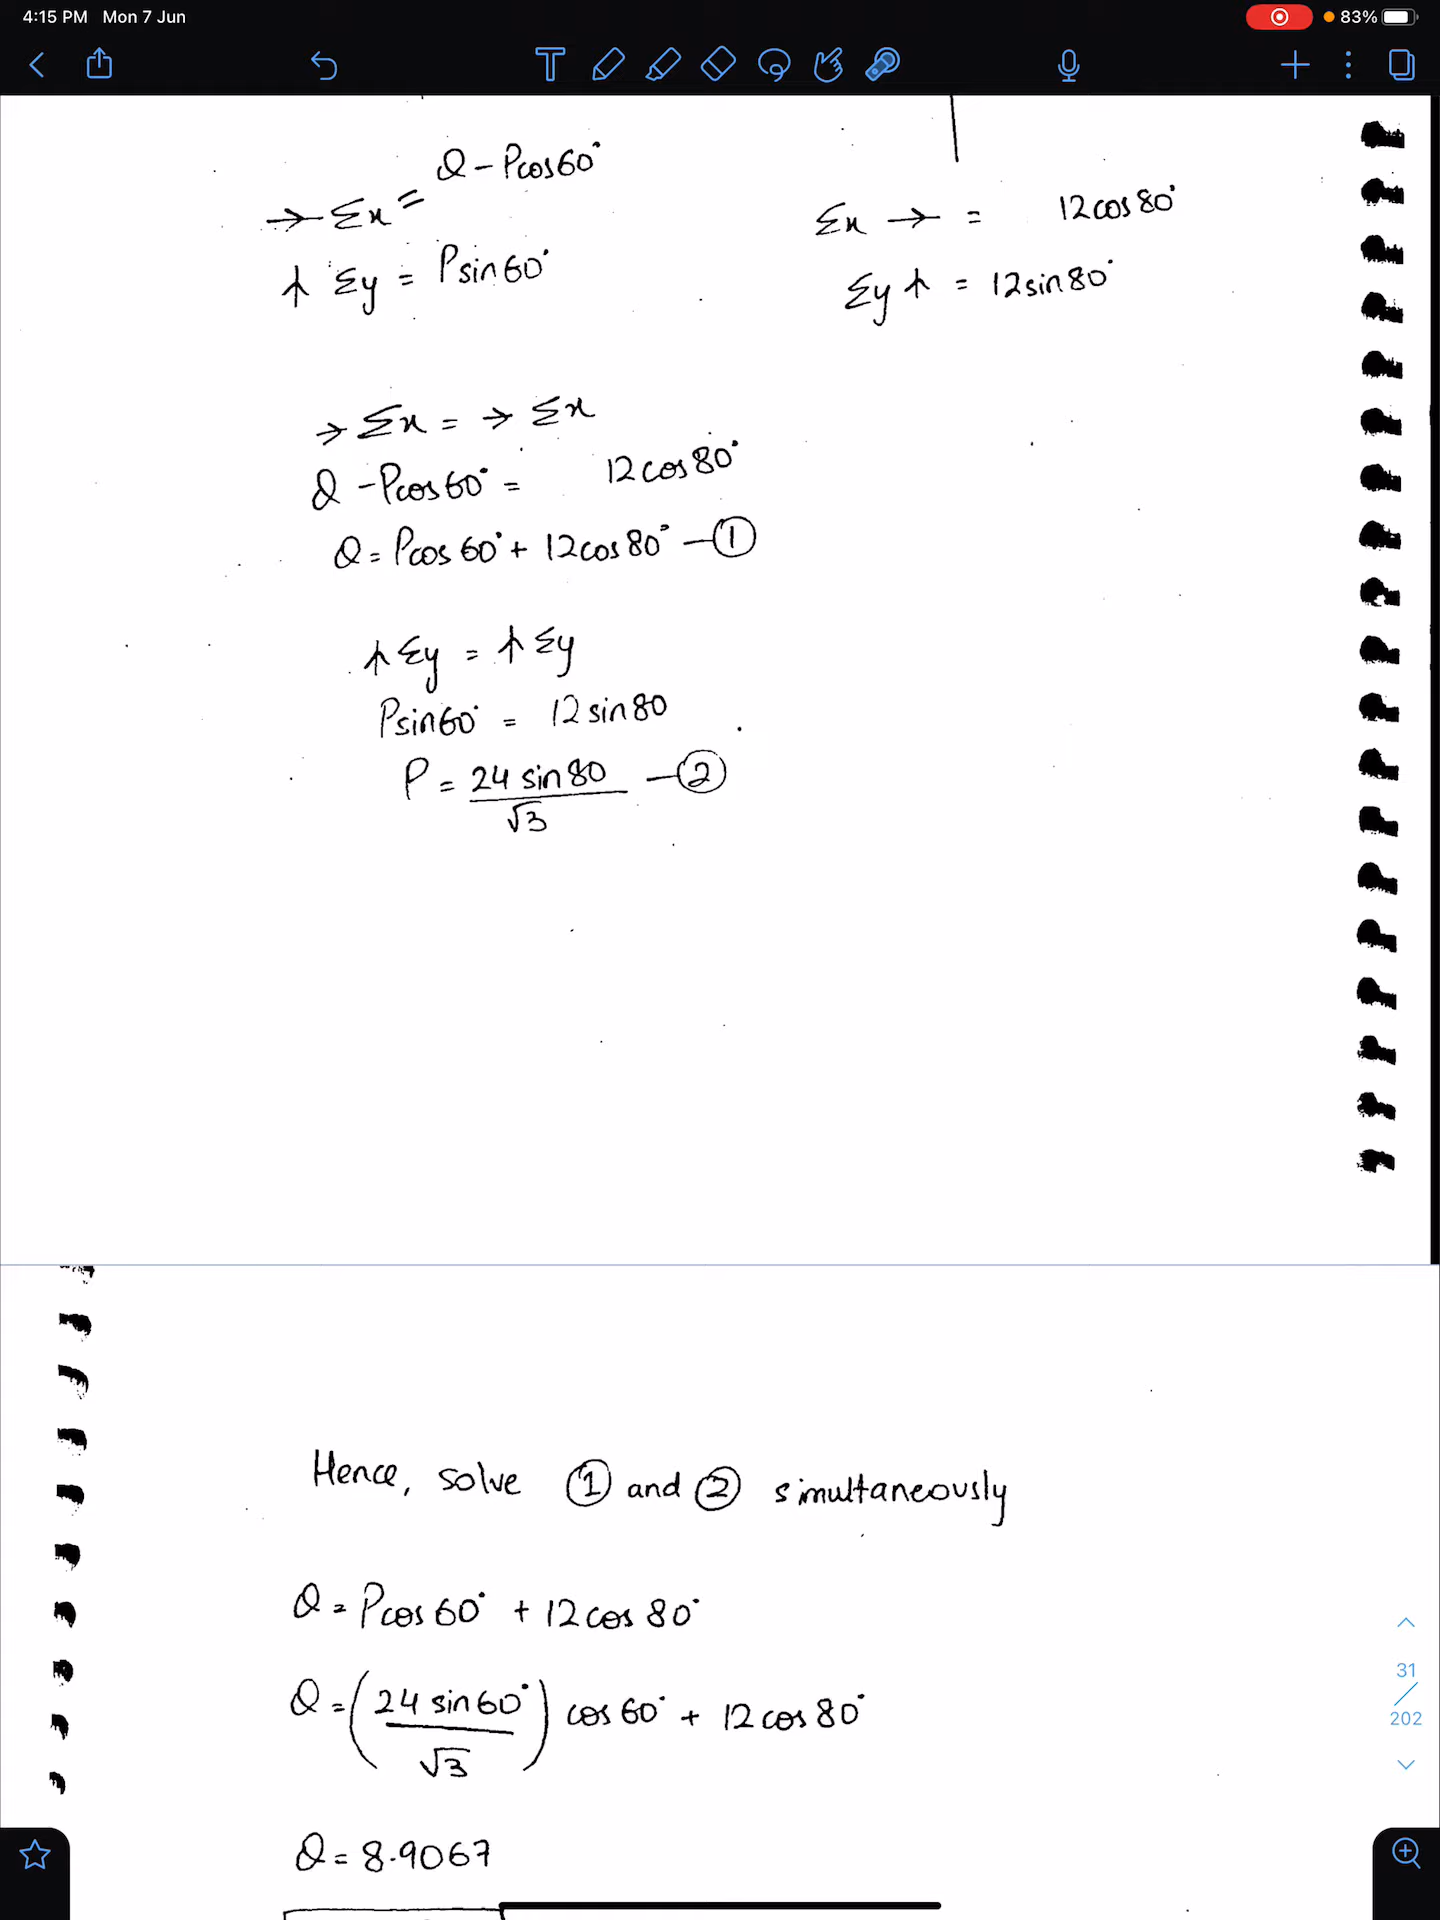 4:15 PM Mon 7 Jun
83%
→ Σx = Q - Pcos60°
↑ Σy = Psin60°
Σx → = 12cos80°
Σy ↑ = 12sin80°
→ Σx = → Σx
Q - Pcos60° = 12cos80°
Q = Pcos60° + 12cos80° — ①
↑ Σy = ↑ Σy
Psin60° = 12sin80
P = 24 sin80 / √3 — ②
Hence, solve ① and ② simultaneously
Q = Pcos60° + 12cos80°
Q = (24 sin60° / √3) cos60° + 12cos80°
Q = 8.9067
31
/
202